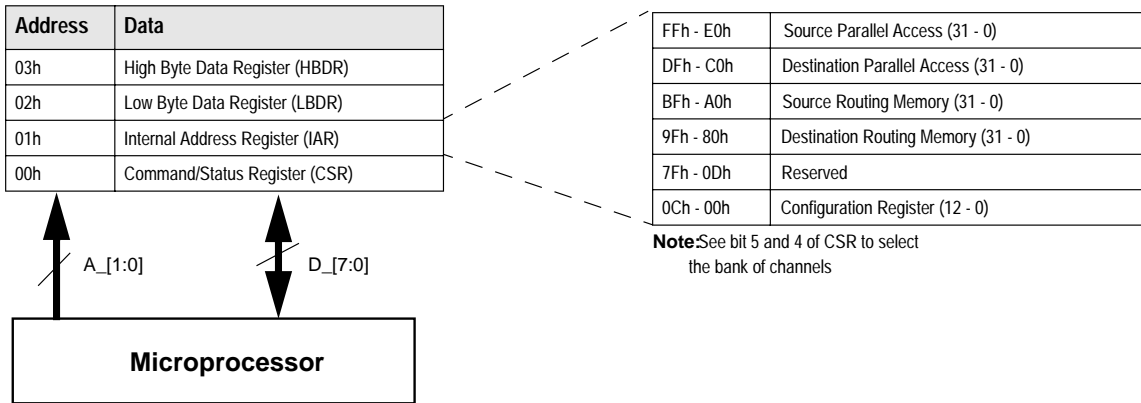 Address Data
03h High Byte Data Register (HBDR)
02h Low Byte Data Register (LBDR)
01h Internal Address Register (IAR)
00h Command/Status Register (CSR)
A_[1:0]
D_[7:0]
Microprocessor
FFh - E0h Source Parallel Access (31 - 0)
DFh - C0h Destination Parallel Access (31 - 0)
BFh - A0h Source Routing Memory (31 - 0)
9Fh - 80h Destination Routing Memory (31 - 0)
7Fh - 0Dh Reserved
0Ch - 00h Configuration Register (12 - 0)
Note:See bit 5 and 4 of CSR to select
the bank of channels